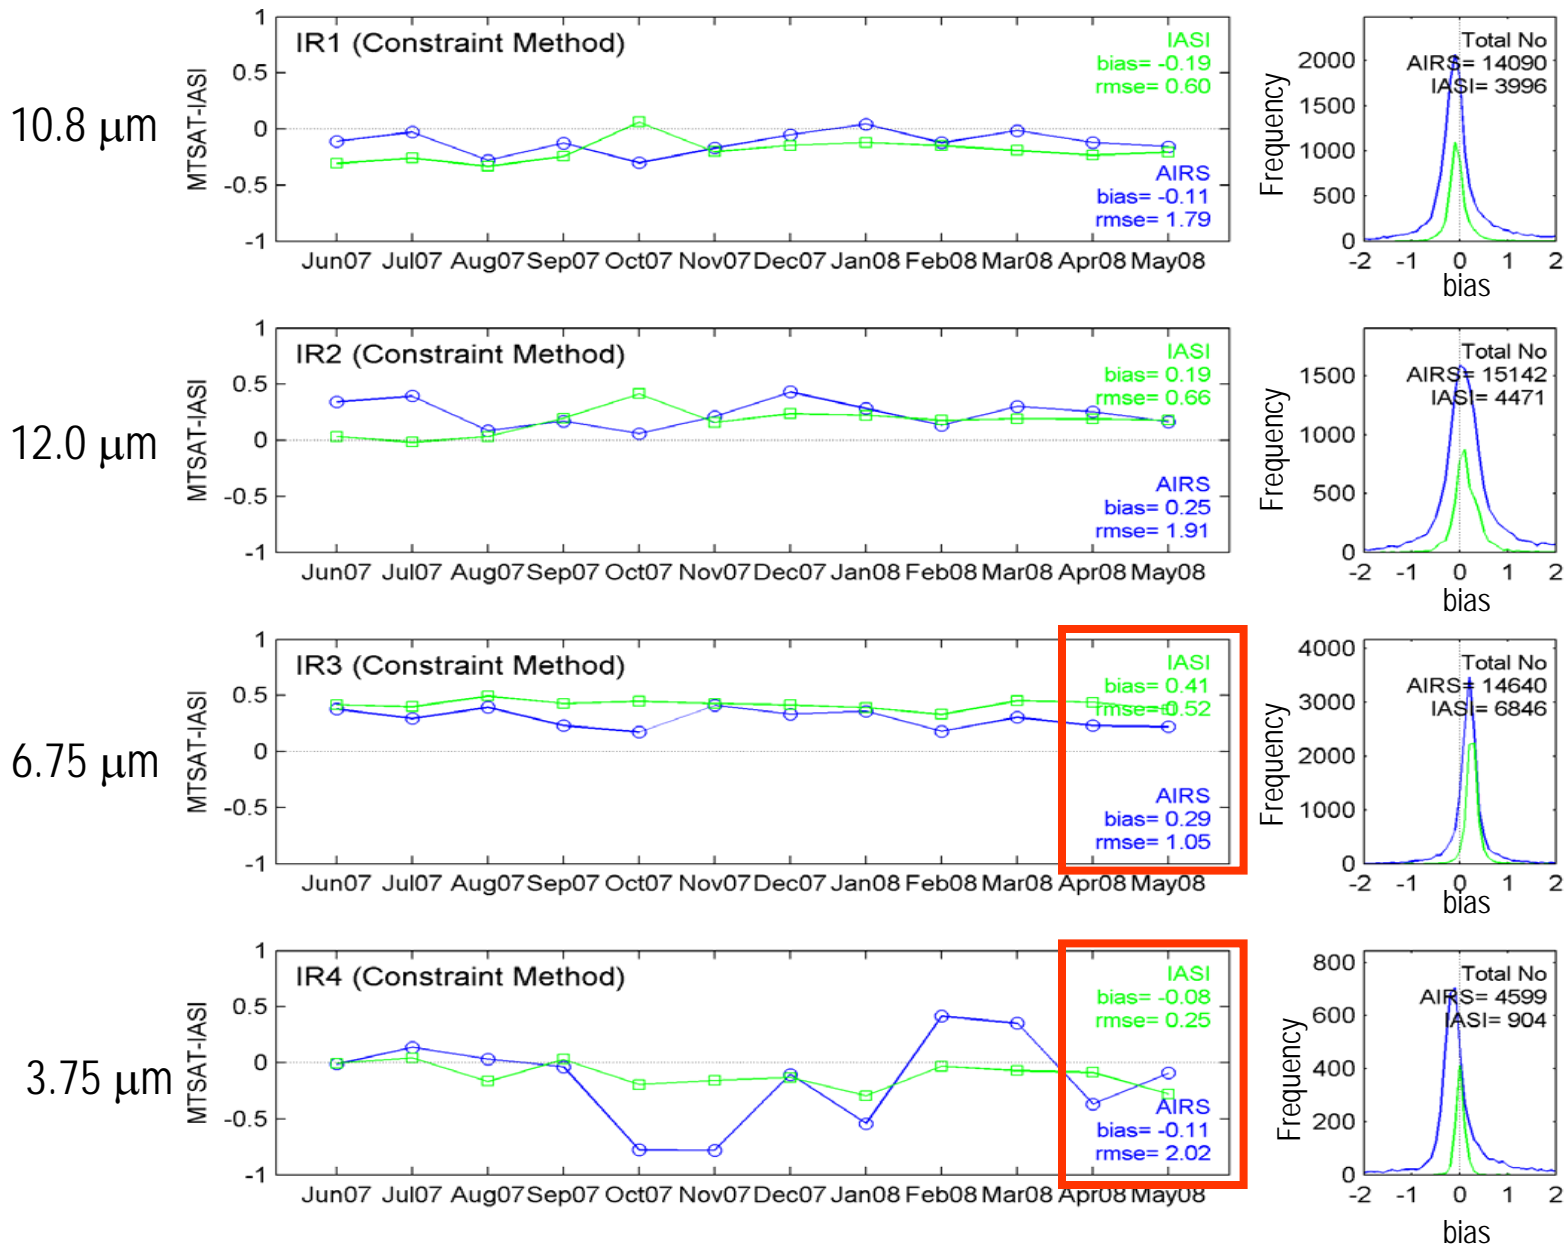 10.8 μm
MTSAT-IASI
1
0.5
0
-0.5
-1
IR1 (Constraint Method)
IASI
bias= -0.19
rmse= 0.60
AIRS
bias= -0.11
rmse= 1.79
Jun07 Jul07 Aug07 Sep07 Oct07 Nov07 Dec07 Jan08 Feb08 Mar08 Apr08 May08
Frequency
2000
1500
1000
500
0
Total No
AIRS= 14090
IASI= 3996
-2 -1 0 1 2
bias
12.0 μm
MTSAT-IASI
1
0.5
0
-0.5
-1
IR2 (Constraint Method)
IASI
bias= 0.19
rmse= 0.66
AIRS
bias= 0.25
rmse= 1.91
Jun07 Jul07 Aug07 Sep07 Oct07 Nov07 Dec07 Jan08 Feb08 Mar08 Apr08 May08
Frequency
1500
1000
500
0
Total No
AIRS= 15142
IASI= 4471
-2 -1 0 1 2
bias
6.75 μm
MTSAT-IASI
1
0.5
0
-0.5
-1
IR3 (Constraint Method)
IASI
bias= 0.41
rmse= 0.52
AIRS
bias= 0.29
rmse= 1.05
Jun07 Jul07 Aug07 Sep07 Oct07 Nov07 Dec07 Jan08 Feb08 Mar08 Apr08 May08
Frequency
4000
3000
2000
1000
0
Total No
AIRS= 14640
IASI= 6846
-2 -1 0 1 2
bias
3.75 μm
MTSAT-IASI
1
0.5
0
-0.5
-1
IR4 (Constraint Method)
IASI
bias= -0.08
rmse= 0.25
AIRS
bias= -0.11
rmse= 2.02
Jun07 Jul07 Aug07 Sep07 Oct07 Nov07 Dec07 Jan08 Feb08 Mar08 Apr08 May08
Frequency
800
600
400
200
0
Total No
AIRS= 4599
IASI= 904
-2 -1 0 1 2
bias